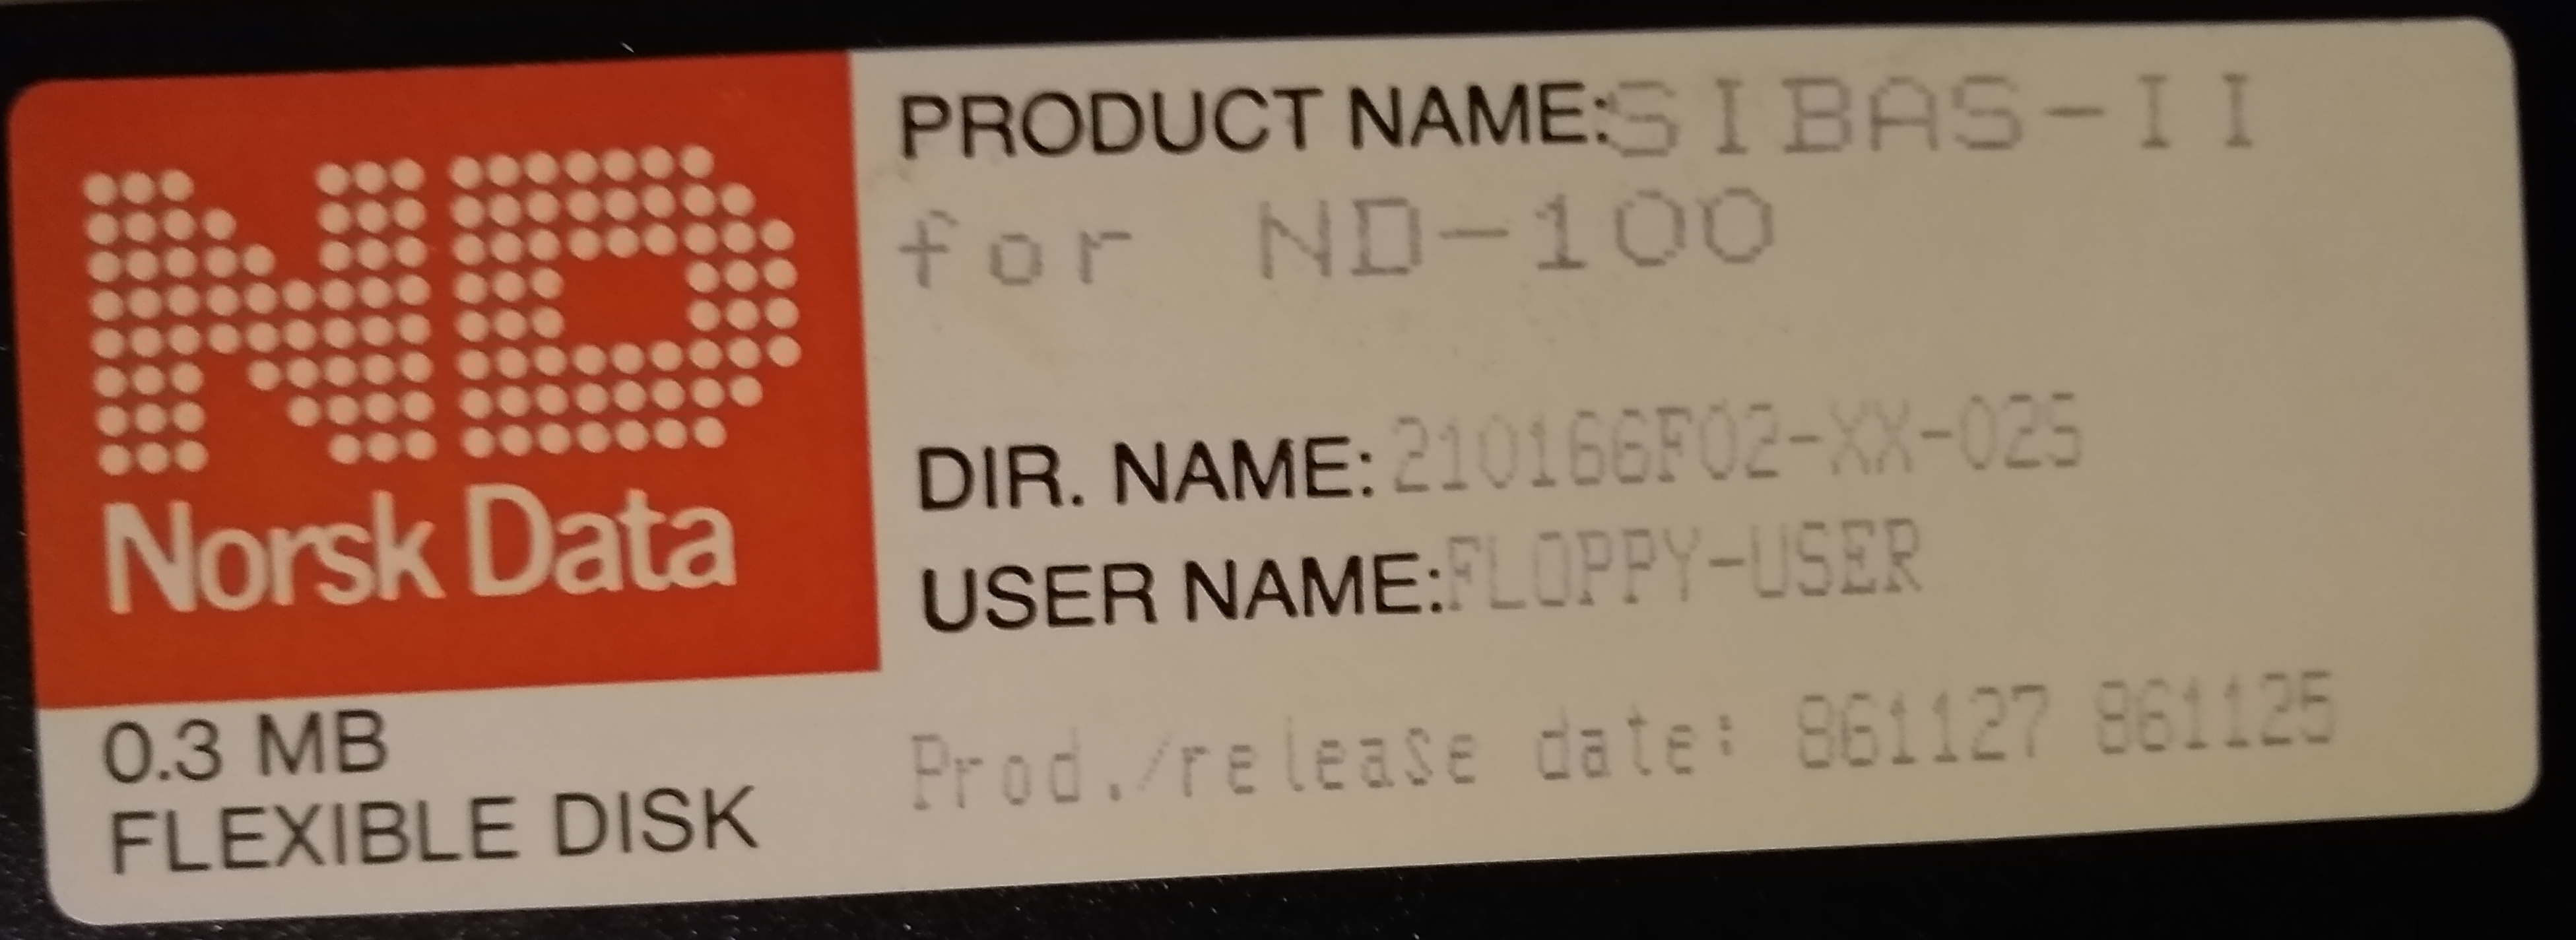 ND
Norsk Data
0.3 MB
FLEXIBLE DISK
PRODUCT NAME:SIBAS-II
for ND-100
DIR. NAME: 210166F02-XX-02S
USER NAME:FLOPPY-USER
Prod./release date: 861127 861125